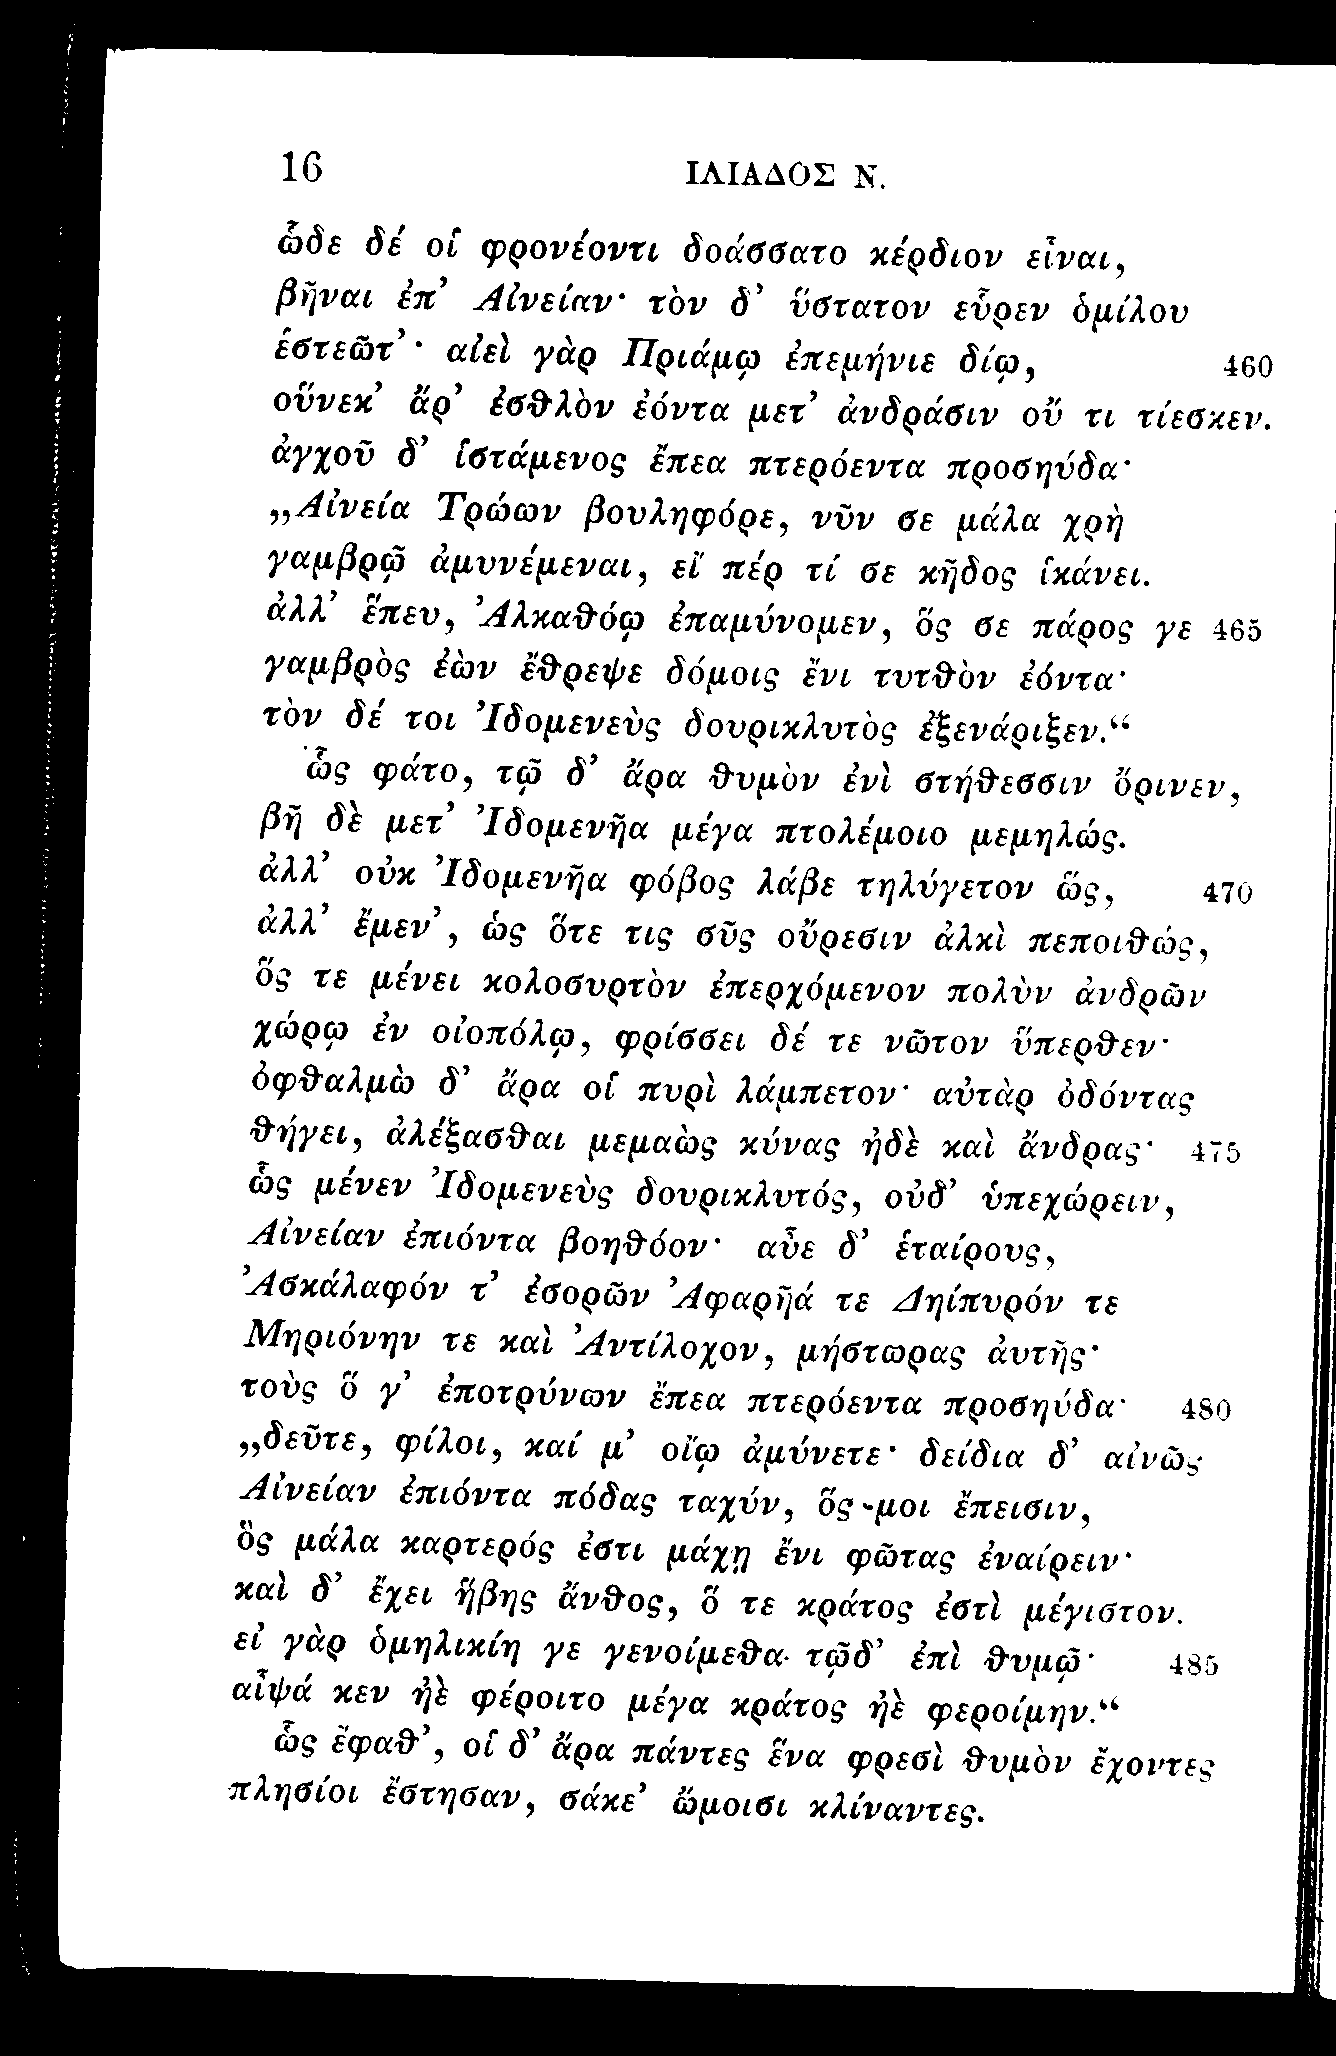 16 ΙΛΙΑΔΟΣ Ν.
ὧδε δέ οἱ φρονέοντι δοάσσατο κέρδιον εἶναι,
βῆναι ἐπ’ Αἰνείαν· τὸν δ’ ὕστατον εὗρεν ὁμίλου
ἑστεῶτ’· αἰεὶ γὰρ Πριάμῳ ἐπεμήνιε δίῳ, 460
οὕνεκ’ ἄρ’ ἐσθλὸν ἐόντα μετ’ ἀνδράσιν οὔ τι τίεσκεν.
ἀγχοῦ δ’ ἱστάμενος ἔπεα πτερόεντα προσηύδα·
„Αἰνεία Τρώων βουληφόρε, νῦν σε μάλα χρὴ
γαμβρῷ ἀμυνέμεναι, εἴ πέρ τί σε κῆδος ἱκάνει.
ἀλλ’ ἕπευ, Ἀλκαθόῳ ἐπαμύνομεν, ὅς σε πάρος γε 465
γαμβρὸς ἐὼν ἔθρεψε δόμοις ἔνι τυτθὸν ἐόντα·
τὸν δέ τοι Ἰδομενεὺς δουρικλυτὸς ἐξενάριξεν.“
ὣς φάτο, τῷ δ’ ἄρα θυμὸν ἐνὶ στήθεσσιν ὄρινεν,
βῆ δὲ μετ’ Ἰδομενῆα μέγα πτολέμοιο μεμηλώς.
ἀλλ’ οὐκ Ἰδομενῆα φόβος λάβε τηλύγετον ὥς, 470
ἀλλ’ ἔμεν’, ὡς ὅτε τις σῦς οὔρεσιν ἀλκὶ πεποιθώς,
ὅς τε μένει κολοσυρτὸν ἐπερχόμενον πολὺν ἀνδρῶν
χώρῳ ἐν οἰοπόλῳ, φρίσσει δέ τε νῶτον ὕπερθεν·
ὀφθαλμὼ δ’ ἄρα οἱ πυρὶ λάμπετον· αὐτὰρ ὀδόντας
θήγει, ἀλέξασθαι μεμαὼς κύνας ἠδὲ καὶ ἄνδρας· 475
ὣς μένεν Ἰδομενεὺς δουρικλυτός, οὐδ’ ὑπεχώρειν,
Αἰνείαν ἐπιόντα βοηθόον· αὖε δ’ ἑταίρους,
Ἀσκάλαφόν τ’ ἐσορῶν Ἀφαρῆά τε Δηίπυρόν τε
Μηριόνην τε καὶ Ἀντίλοχον, μήστωρας ἀυτῆς·
τοὺς ὅ γ’ ἐποτρύνων ἔπεα πτερόεντα προσηύδα· 480
„δεῦτε, φίλοι, καί μ’ οἴῳ ἀμύνετε· δείδια δ’ αἰνῶς
Αἰνείαν ἐπιόντα πόδας ταχύν, ὅς μοι ἔπεισιν,
ὃς μάλα καρτερός ἐστι μάχῃ ἔνι φῶτας ἐναίρειν·
καὶ δ’ ἔχει ἥβης ἄνθος, ὅ τε κράτος ἐστὶ μέγιστον.
εἰ γὰρ ὁμηλικίη γε γενοίμεθα τῷδ’ ἐπὶ θυμῷ· 485
αἶψά κεν ἠὲ φέροιτο μέγα κράτος ἠὲ φεροίμην.“
ὣς ἔφαθ’, οἱ δ’ ἄρα πάντες ἕνα φρεσὶ θυμὸν ἔχοντες
πλησίοι ἔστησαν, σάκε’ ὤμοισι κλίναντες.